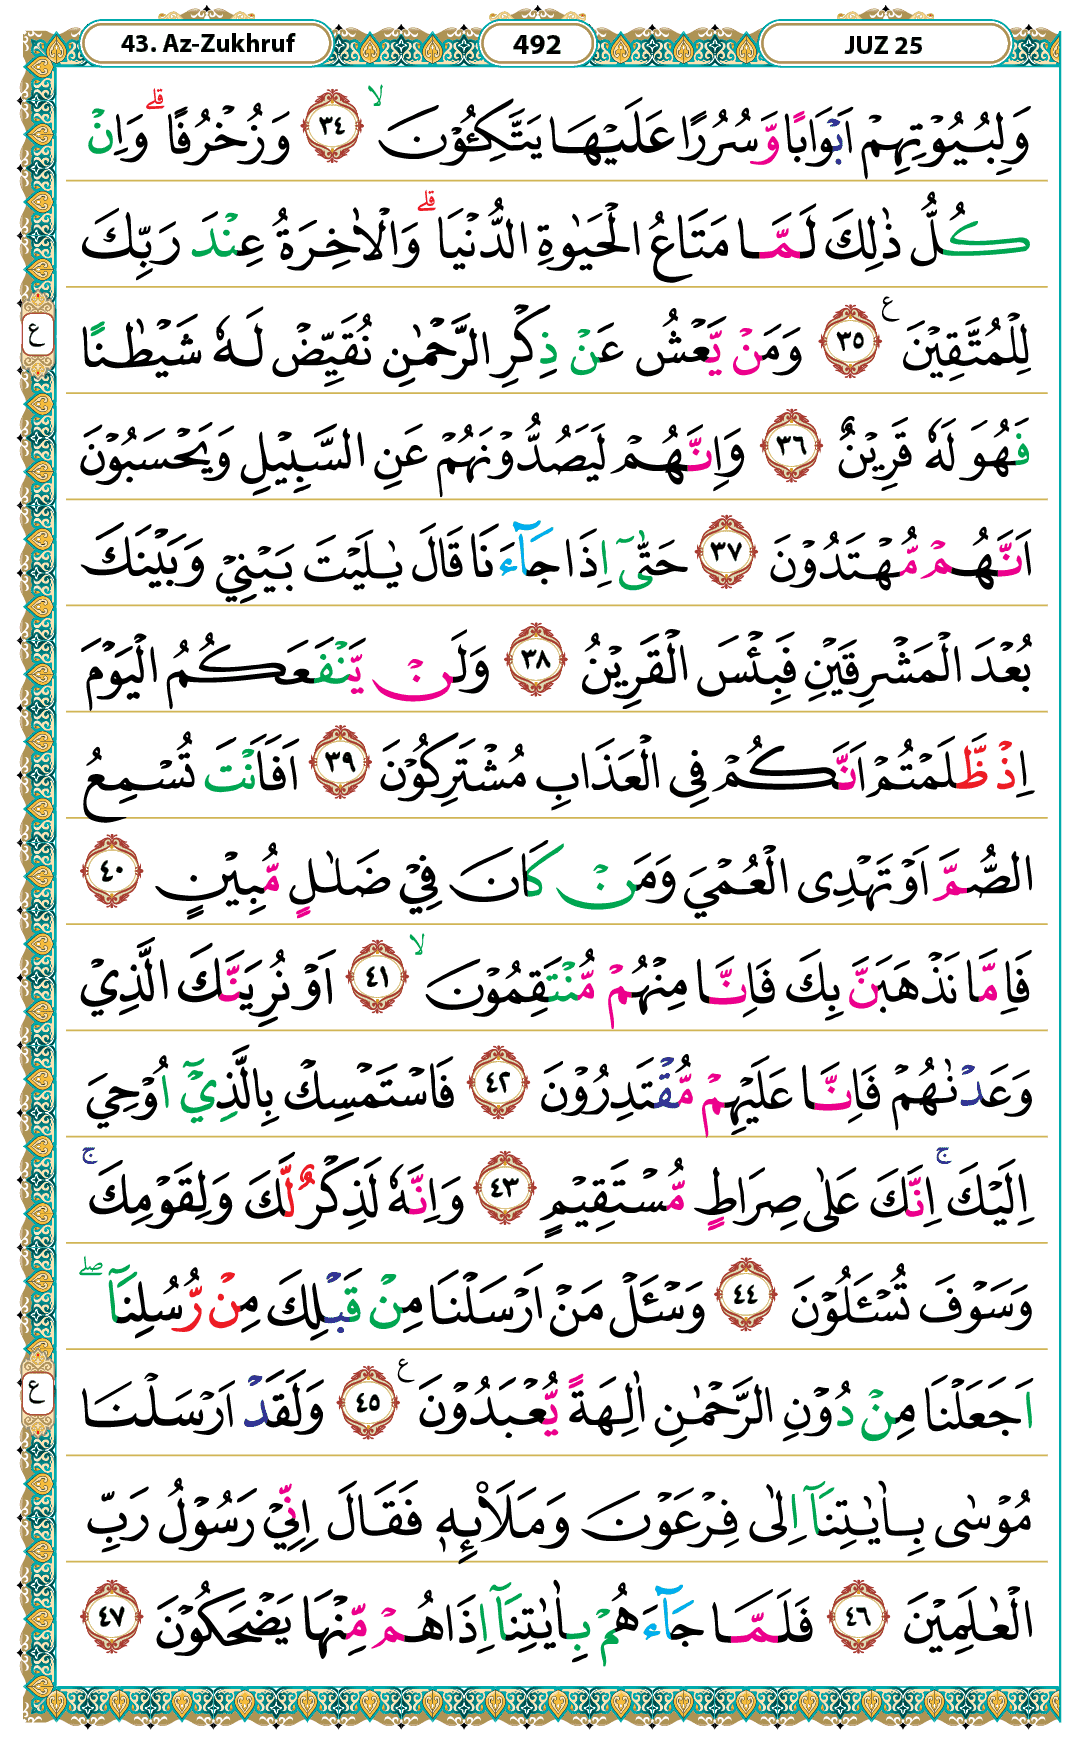 43. Az-Zukhruf
492
JUZ 25
وَلِبُيُوْتِهِمْ اَبْوَابًا وَّسُرُرًا عَلَيْهَا يَتَّكِـُٔوْنَ ۙ ٣٤ وَزُخْرُفًا ۗ وَاِنْ
كُلُّ ذٰلِكَ لَمَّا مَتَاعُ الْحَيٰوةِ الدُّنْيَا ۗ وَالْاٰخِرَةُ عِنْدَ رَبِّكَ
لِلْمُتَّقِيْنَ ࣖ ٣٥ وَمَنْ يَّعْشُ عَنْ ذِكْرِ الرَّحْمٰنِ نُقَيِّضْ لَهٗ شَيْطٰنًا
ع
فَهُوَ لَهٗ قَرِيْنٌ ٣٦ وَاِنَّهُمْ لَيَصُدُّوْنَهُمْ عَنِ السَّبِيْلِ وَيَحْسَبُوْنَ
اَنَّهُمْ مُّهْتَدُوْنَ ٣٧ حَتّٰىٓ اِذَا جَاۤءَنَا قَالَ يٰلَيْتَ بَيْنِيْ وَبَيْنَكَ
بُعْدَ الْمَشْرِقَيْنِ فَبِئْسَ الْقَرِيْنُ ٣٨ وَلَنْ يَّنْفَعَكُمُ الْيَوْمَ
اِذْ ظَّلَمْتُمْ اَنَّكُمْ فِى الْعَذَابِ مُشْتَرِكُوْنَ ٣٩ اَفَاَنْتَ تُسْمِعُ
الصُّمَّ اَوْ تَهْدِى الْعُمْيَ وَمَنْ كَانَ فِيْ ضَلٰلٍ مُّبِيْنٍ ٤٠
فَاِمَّا نَذْهَبَنَّ بِكَ فَاِنَّا مِنْهُمْ مُّنْتَقِمُوْنَ ۙ ٤١ اَوْ نُرِيَنَّكَ الَّذِيْ
وَعَدْنٰهُمْ فَاِنَّا عَلَيْهِمْ مُّقْتَدِرُوْنَ ٤٢ فَاسْتَمْسِكْ بِالَّذِيْٓ اُوْحِيَ
اِلَيْكَ ۚ اِنَّكَ عَلٰى صِرَاطٍ مُّسْتَقِيْمٍ ٤٣ وَاِنَّهٗ لَذِكْرٌ لَّكَ وَلِقَوْمِكَ ۚ
وَسَوْفَ تُسْـَٔلُوْنَ ٤٤ وَسْـَٔلْ مَنْ اَرْسَلْنَا مِنْ قَبْلِكَ مِنْ رُّسُلِنَآ ۖ
اَجَعَلْنَا مِنْ دُوْنِ الرَّحْمٰنِ اٰلِهَةً يُّعْبَدُوْنَ ࣖ ٤٥ وَلَقَدْ اَرْسَلْنَا
ع
مُوْسٰى بِاٰيٰتِنَآ اِلٰى فِرْعَوْنَ وَمَلَا۟ىِٕهٖ فَقَالَ اِنِّيْ رَسُوْلُ رَبِّ
الْعٰلَمِيْنَ ٤٦ فَلَمَّا جَاۤءَهُمْ بِاٰيٰتِنَآ اِذَا هُمْ مِّنْهَا يَضْحَكُوْنَ ٤٧